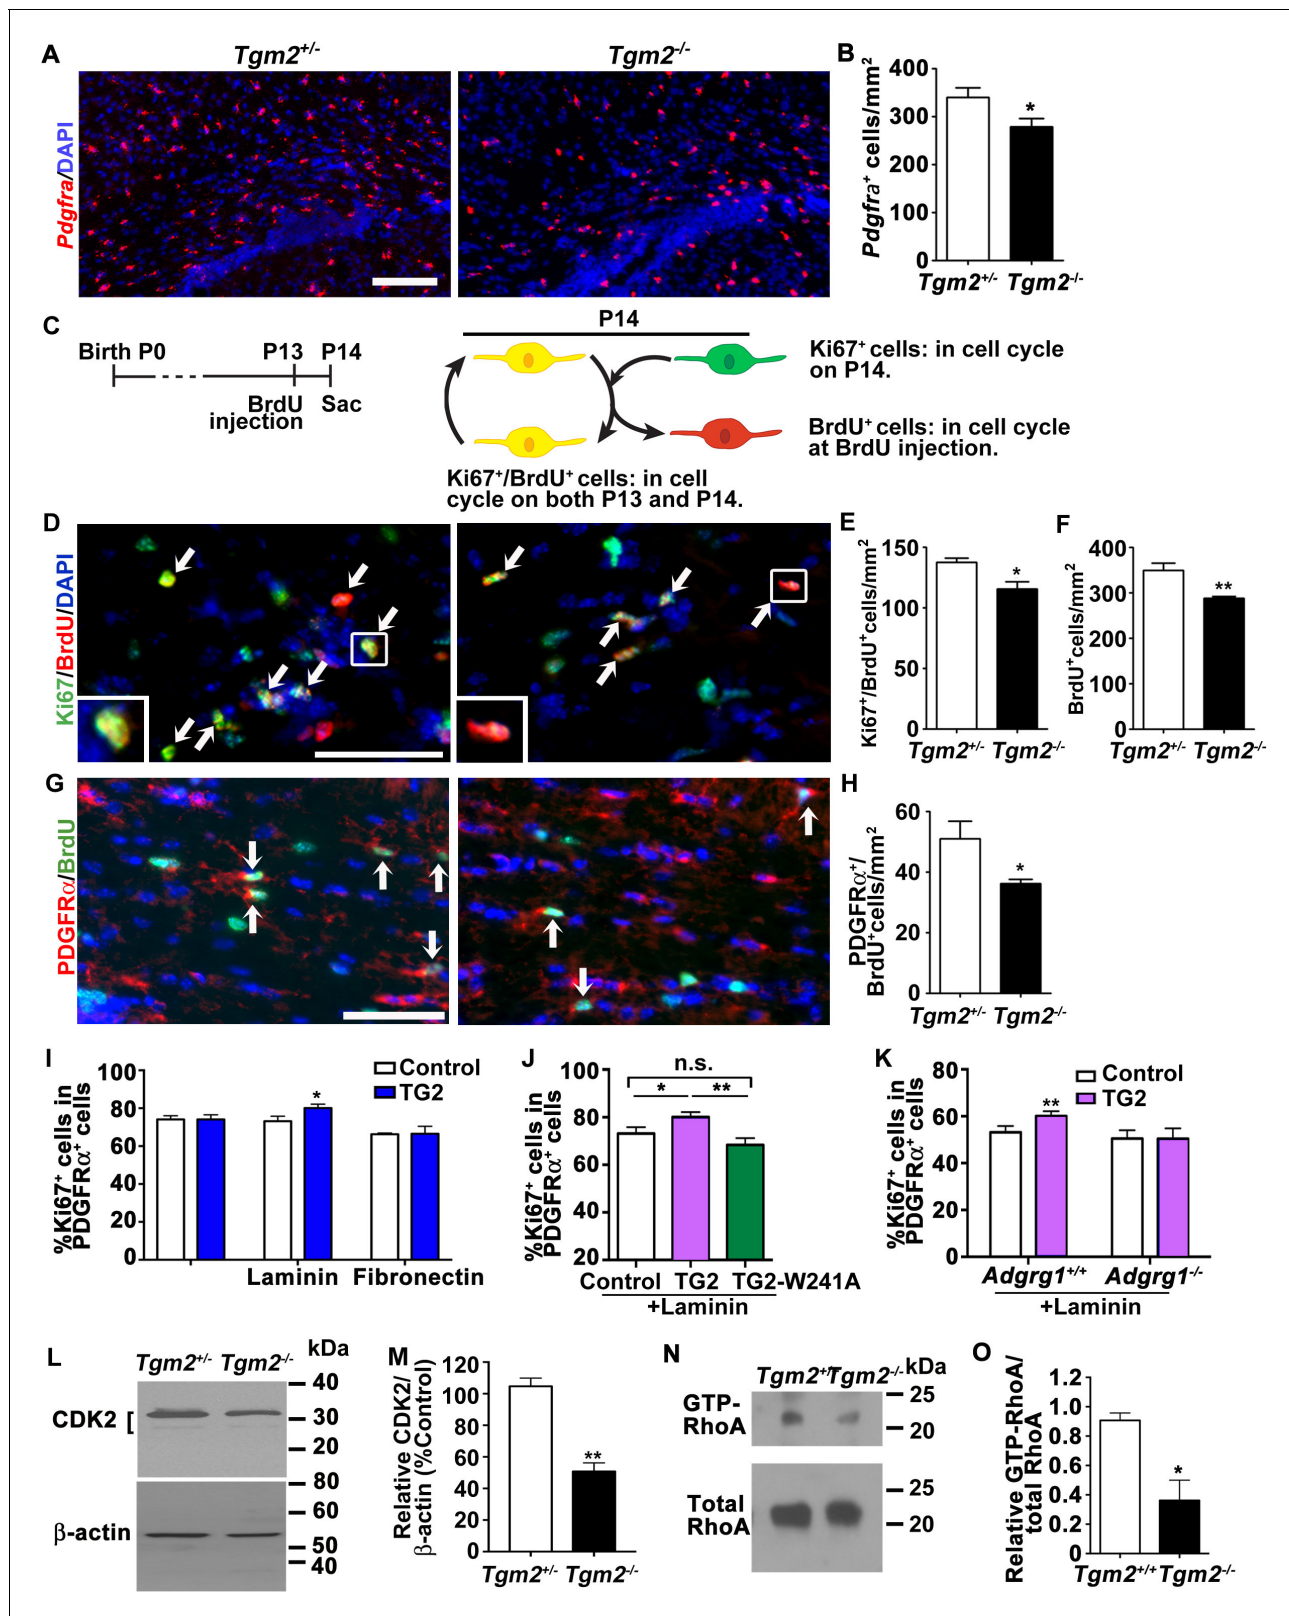 A
Tgm2+/-
Tgm2-/-
Pdgfra/DAPI
B
Pdgfra+ cells/mm2
400
300
200
100
0
*
Tgm2+/- Tgm2-/-
C
Birth P0
P13
P14
BrdU
injection
Sac
P14
Ki67+ cells: in cell cycle
on P14.
BrdU+ cells: in cell cycle
at BrdU injection.
Ki67+/BrdU+ cells: in cell
cycle on both P13 and P14.
D
Ki67/BrdU/DAPI
E
Ki67+/BrdU+cells/mm2
150
100
50
0
*
Tgm2+/- Tgm2-/-
F
BrdU+cells/mm2
400
300
200
100
0
**
Tgm2+/- Tgm2-/-
G
PDGFRα/BrdU
H
PDGFRα+/
BrdU+cells/mm2
60
40
20
0
*
Tgm2+/- Tgm2-/-
I
%Ki67+ cells in
PDGFRα+ cells
100
80
60
40
20
0
Control
TG2
*
Laminin Fibronectin
J
%Ki67+ cells in
PDGFRα+ cells
100
80
60
40
20
n.s.
* **
Control TG2 TG2-W241A
+Laminin
K
%Ki67+ cells in
PDGFRα+ cells
80
60
40
20
0
Control
TG2
**
Adgrg1+/+ Adgrg1-/-
+Laminin
L
Tgm2+/- Tgm2-/-
kDa
CDK2 [
40
30
20
β-actin
80
60
50
40
M
Relative CDK2/
β-actin (%Control)
120
100
80
60
40
20
0
**
Tgm2+/- Tgm2-/-
N
Tgm2+/+ Tgm2-/- kDa
GTP-
RhoA
25
20
Total
RhoA
25
20
O
Relative GTP-RhoA/
total RhoA
1.2
1.0
0.8
0.6
0.4
0.2
0
*
Tgm2+/+ Tgm2-/-